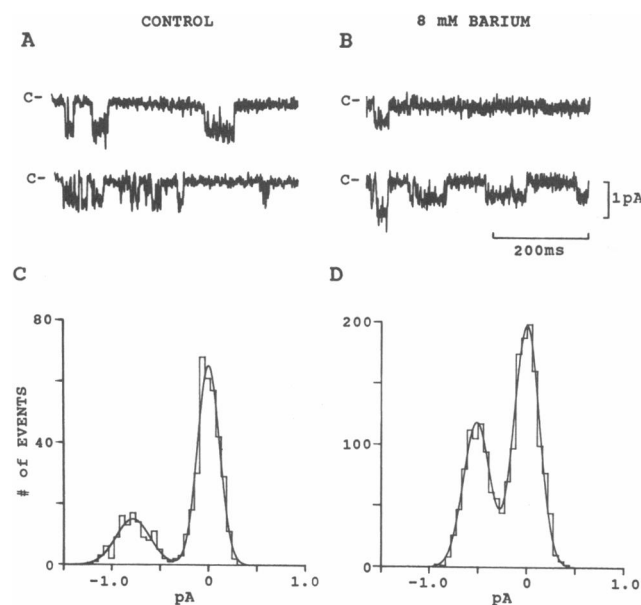 CONTROL
8 mM BARIUM
A
B
C-
C-
C-
C-
1pA
200ms
C
D
# of EVENTS
80
40
0
-1.0
0
1.0
pA
200
100
0
-1.0
0
1.0
pA